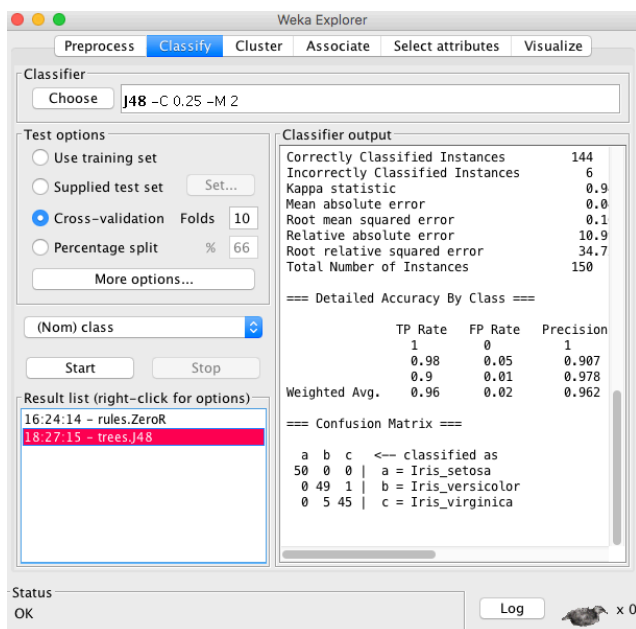 Weka Explorer
Preprocess Classify Cluster Associate Select attributes Visualize
Classifier
Choose J48 -C 0.25 -M 2
Test options
Use training set
Supplied test set Set...
Cross-validation Folds 10
Percentage split % 66
More options...
(Nom) class
Start Stop
Result list (right-click for options)
16:24:14 - rules.ZeroR
18:27:15 - trees.J48
Classifier output
Correctly Classified Instances 144
Incorrectly Classified Instances 6
Kappa statistic 0.9
Mean absolute error 0.0
Root mean squared error 0.1
Relative absolute error 10.9
Root relative squared error 34.7
Total Number of Instances 150
=== Detailed Accuracy By Class ===
TP Rate FP Rate Precision
1 0 1
0.98 0.05 0.907
0.9 0.01 0.978
Weighted Avg. 0.96 0.02 0.962
=== Confusion Matrix ===
a b c <-- classified as
50 0 0 | a = Iris_setosa
0 49 1 | b = Iris_versicolor
0 5 45 | c = Iris_virginica
Status
OK
Log x 0